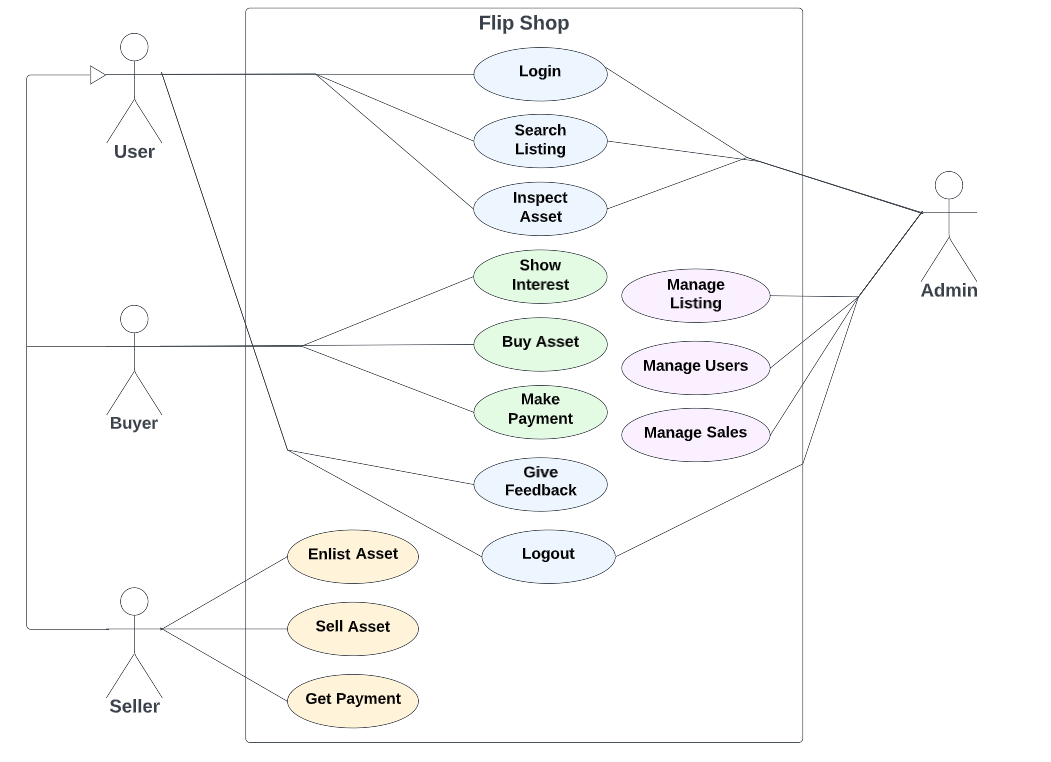 Flip Shop
Login
Search
Listing
Inspect
Asset
Show
Interest
Buy Asset
Make
Payment
Give
Feedback
Logout
Manage
Listing
Manage Users
Manage Sales
Enlist Asset
Sell Asset
Get Payment
User
Buyer
Seller
Admin